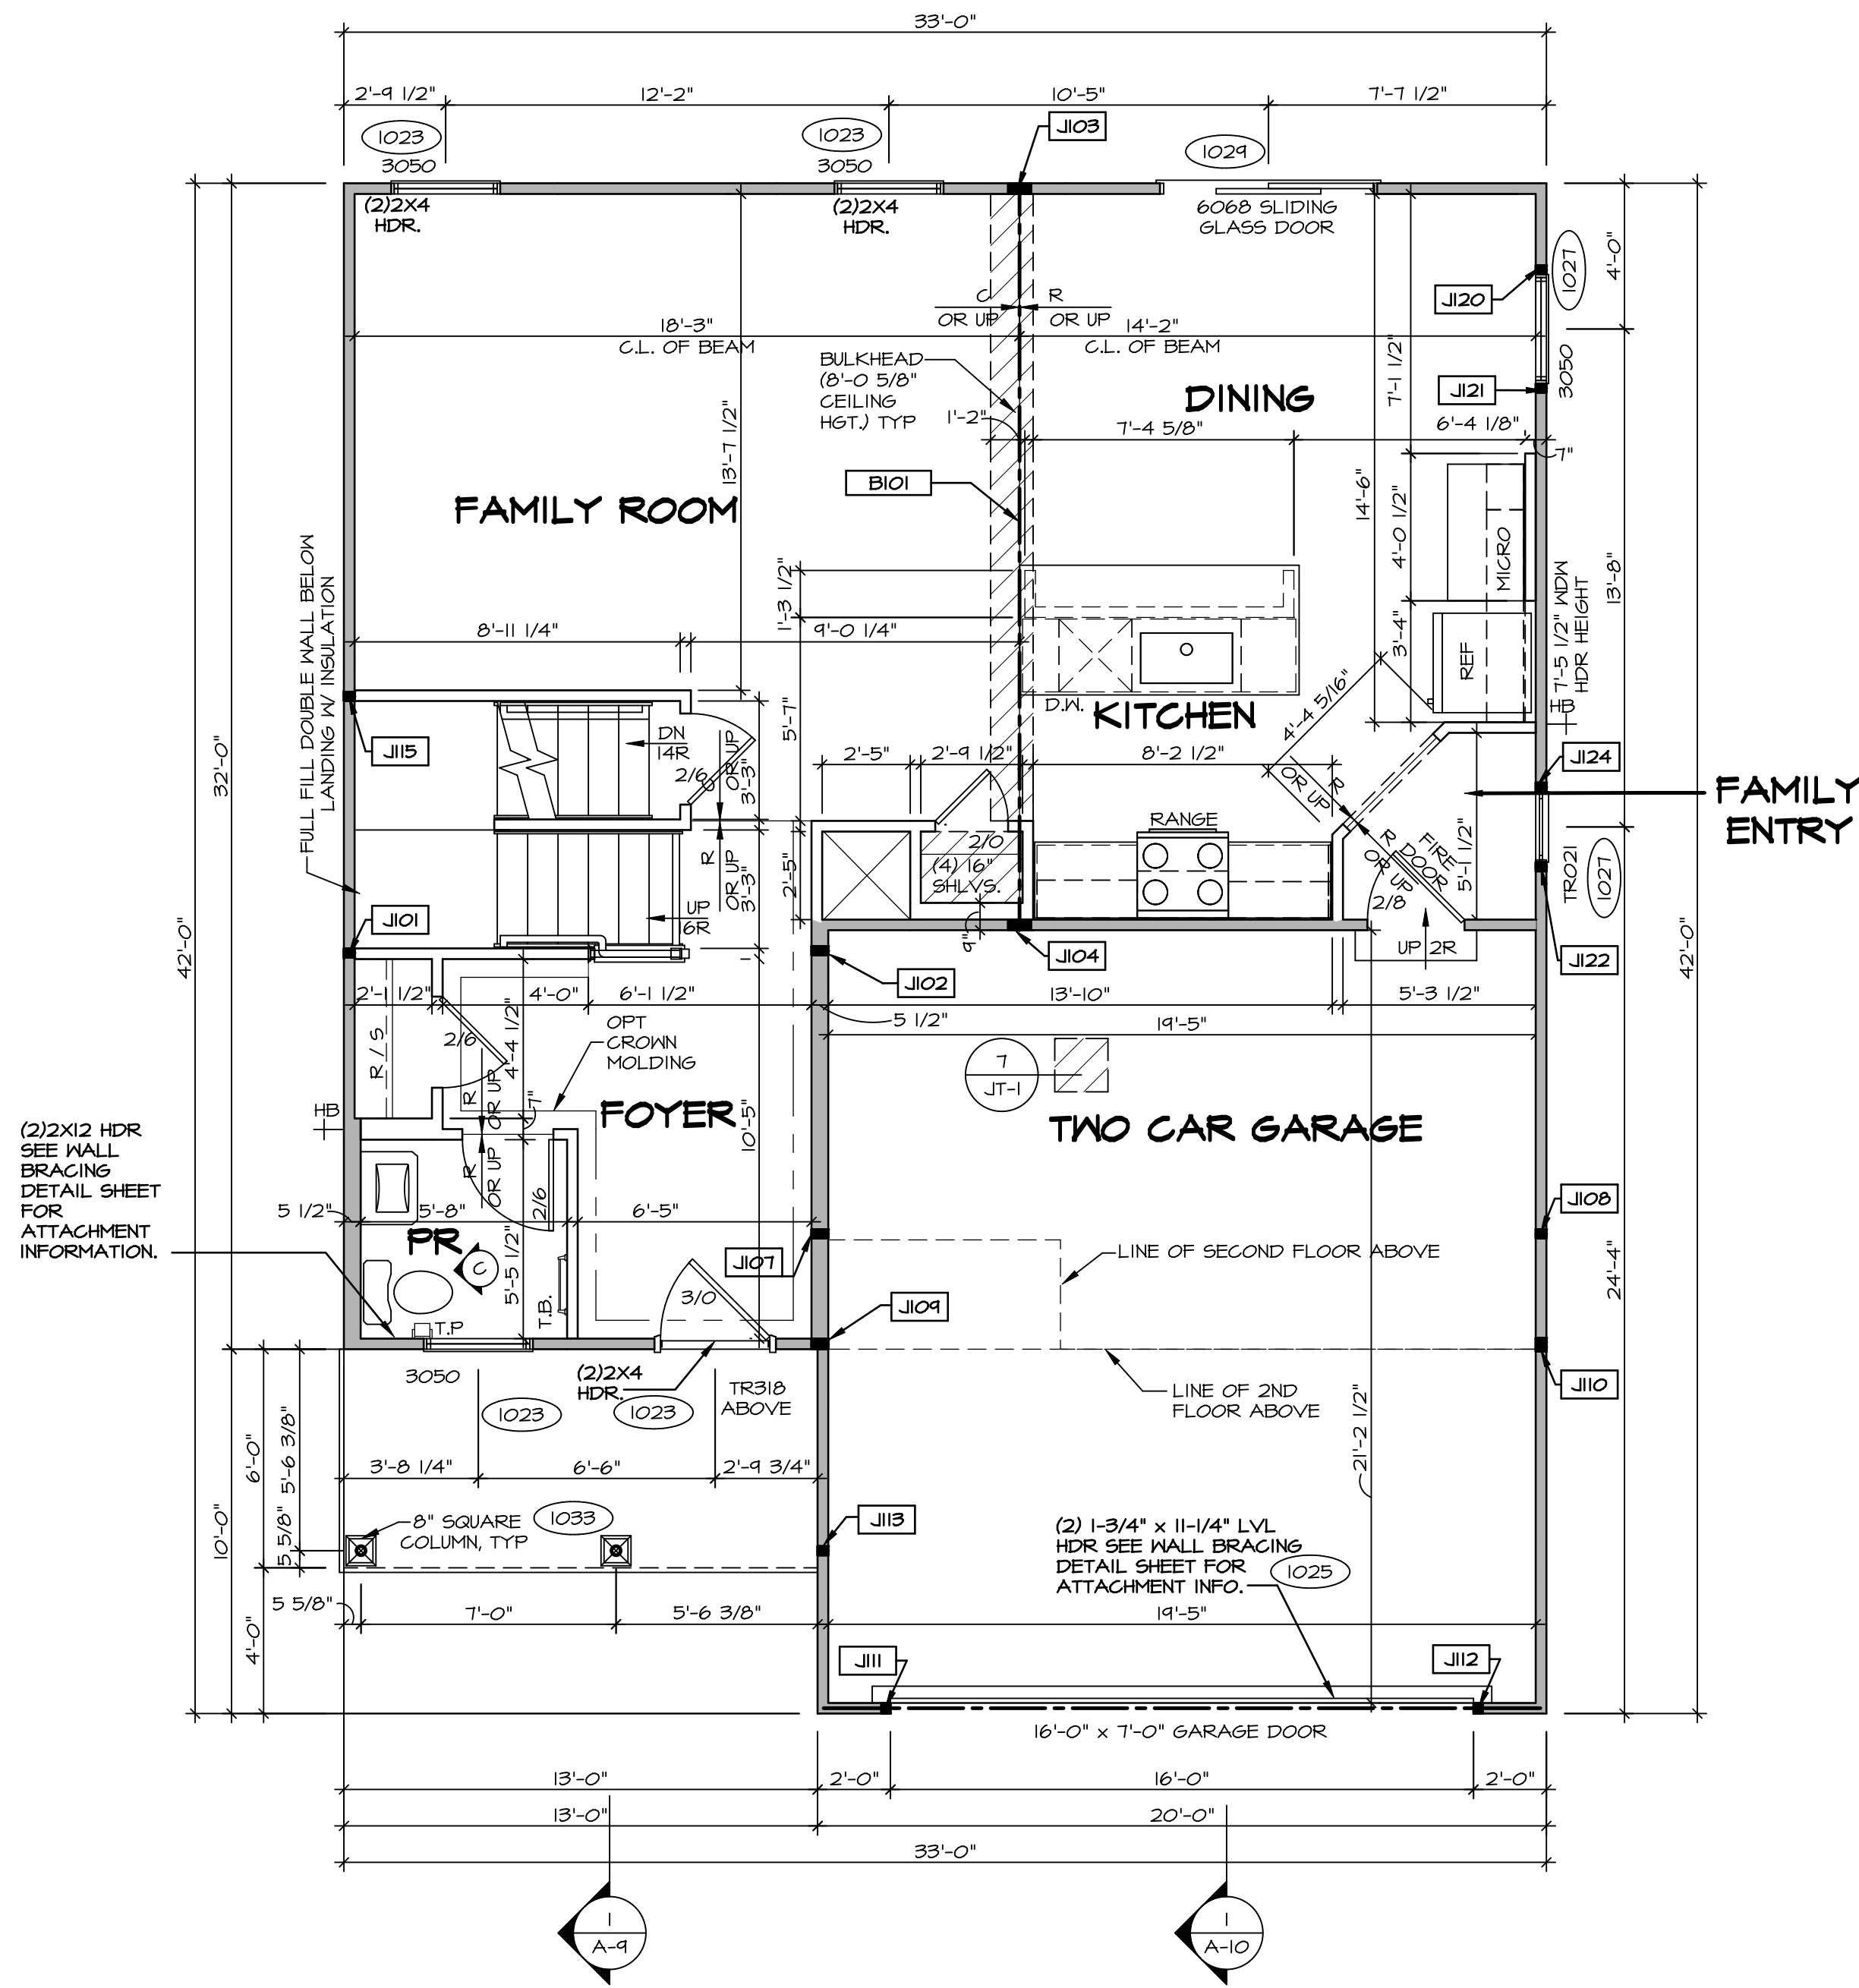 33'-0"
2'-9 1/2"
12'-2"
10'-5"
7'-7 1/2"
1023
1023
J103
1029
3050
3050
(2)2X4
HDR.
(2)2X4
HDR.
6068 SLIDING
GLASS DOOR
1027
4'-0"
J120
C
OR UP
R
OR UP
18'-3"
C.L. OF BEAM
14'-2"
C.L. OF BEAM
BULKHEAD
(8'-0 5/8"
CEILING
HGT.) TYP
7'-1 1/2"
3050
J121
DINING
1'-2"
7'-4 5/8"
6'-4 1/8"
7"
13'-7 1/2"
B101
FAMILY ROOM
14'-6"
4'-0 1/2"
MICRO
FULL FILL DOUBLE WALL BELOW
LANDING W/ INSULATION
1'-3 1/2"
7'-5 1/2" WDW
HDR HEIGHT
13'-8"
8'-11 1/4"
9'-0 1/4"
3'-4"
REF
4'-4 5/16"
D.W.
KITCHEN
HB
32'-0"
J115
DN
14R
2/6
R
OR UP
3'-3"
5'-7"
2'-5"
2'-9 1/2"
8'-2 1/2"
R
OR UP
J124
FAMILY
ENTRY
RANGE
2/0
(4) 16"
SHLVS.
R
OR UP
FIRE
DOOR
5'-1 1/2"
2/8
TR021
1027
R
OR UP
3'-3"
2'-5"
UP
6R
J101
42'-0"
42'-0"
9"
J104
UP 2R
J122
J102
2'-1 1/2"
4'-0"
6'-1 1/2"
13'-10"
5'-3 1/2"
5 1/2"
19'-5"
R / S
2/6
4'-4 1/2"
OPT
CROWN
MOLDING
7
JT-1
R
OR UP
7"
HB
FOYER
10'-5"
TWO CAR GARAGE
(2)2X12 HDR
SEE WALL
BRACING
DETAIL SHEET
FOR
ATTACHMENT
INFORMATION.
R
OR UP
2/6
J108
5 1/2"
5'-8"
6'-5"
PR
C
5'-5 1/2"
J107
LINE OF SECOND FLOOR ABOVE
24'-4"
3/0
J109
T.B.
T.P
3050
(2)2X4
HDR.
TR318
ABOVE
1023
1023
LINE OF 2ND
FLOOR ABOVE
J110
21'-2 1/2"
6'-0"
5'-6 3/8"
3'-8 1/4"
6'-6"
2'-9 3/4"
10'-0"
5 5/8"
8" SQUARE
COLUMN, TYP
1033
J113
(2) 1-3/4" x 11-1/4" LVL
HDR SEE WALL BRACING
DETAIL SHEET FOR
ATTACHMENT INFO.
1025
5 5/8"
7'-0"
5'-6 3/8"
19'-5"
4'-0"
J111
J112
16'-0" x 7'-0" GARAGE DOOR
13'-0"
2'-0"
16'-0"
2'-0"
13'-0"
20'-0"
33'-0"
1
A-9
1
A-10